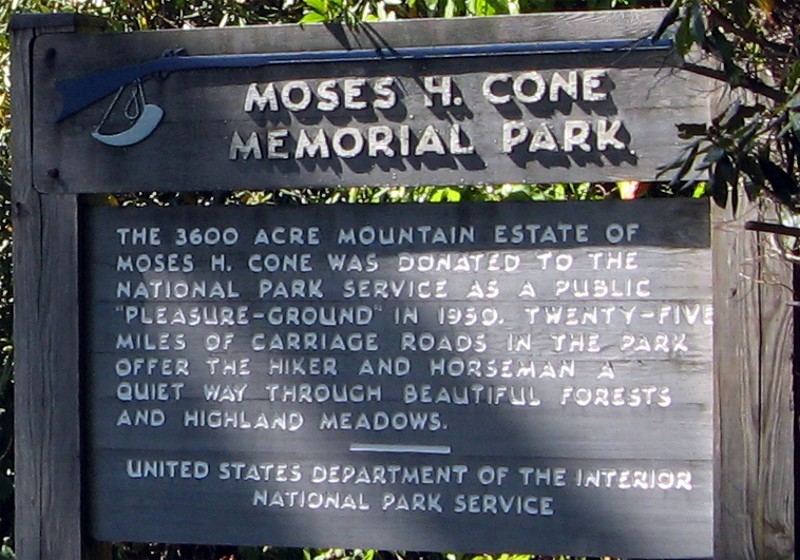 MOSES H. CONE
MEMORIAL PARK
THE 3600 ACRE MOUNTAIN ESTATE OF
MOSES H. CONE WAS DONATED TO THE
NATIONAL PARK SERVICE AS A PUBLIC
"PLEASURE-GROUND" IN 1950. TWENTY-FIVE
MILES OF CARRIAGE ROADS IN THE PARK
OFFER THE HIKER AND HORSEMAN A
QUIET WAY THROUGH BEAUTIFUL FORESTS
AND HIGHLAND MEADOWS.
UNITED STATES DEPARTMENT OF THE INTERIOR
NATIONAL PARK SERVICE